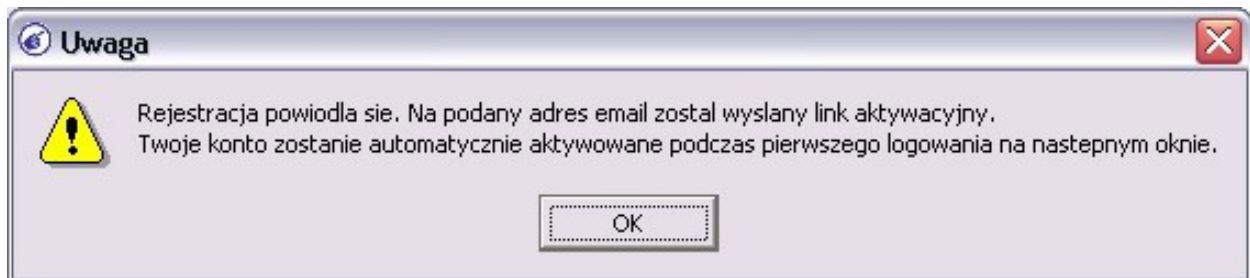 Uwaga
Rejestracja powiodla sie. Na podany adres email zostal wyslany link aktywacyjny.
Twoje konto zostanie automatycznie aktywowane podczas pierwszego logowania na nastepnym oknie.
OK